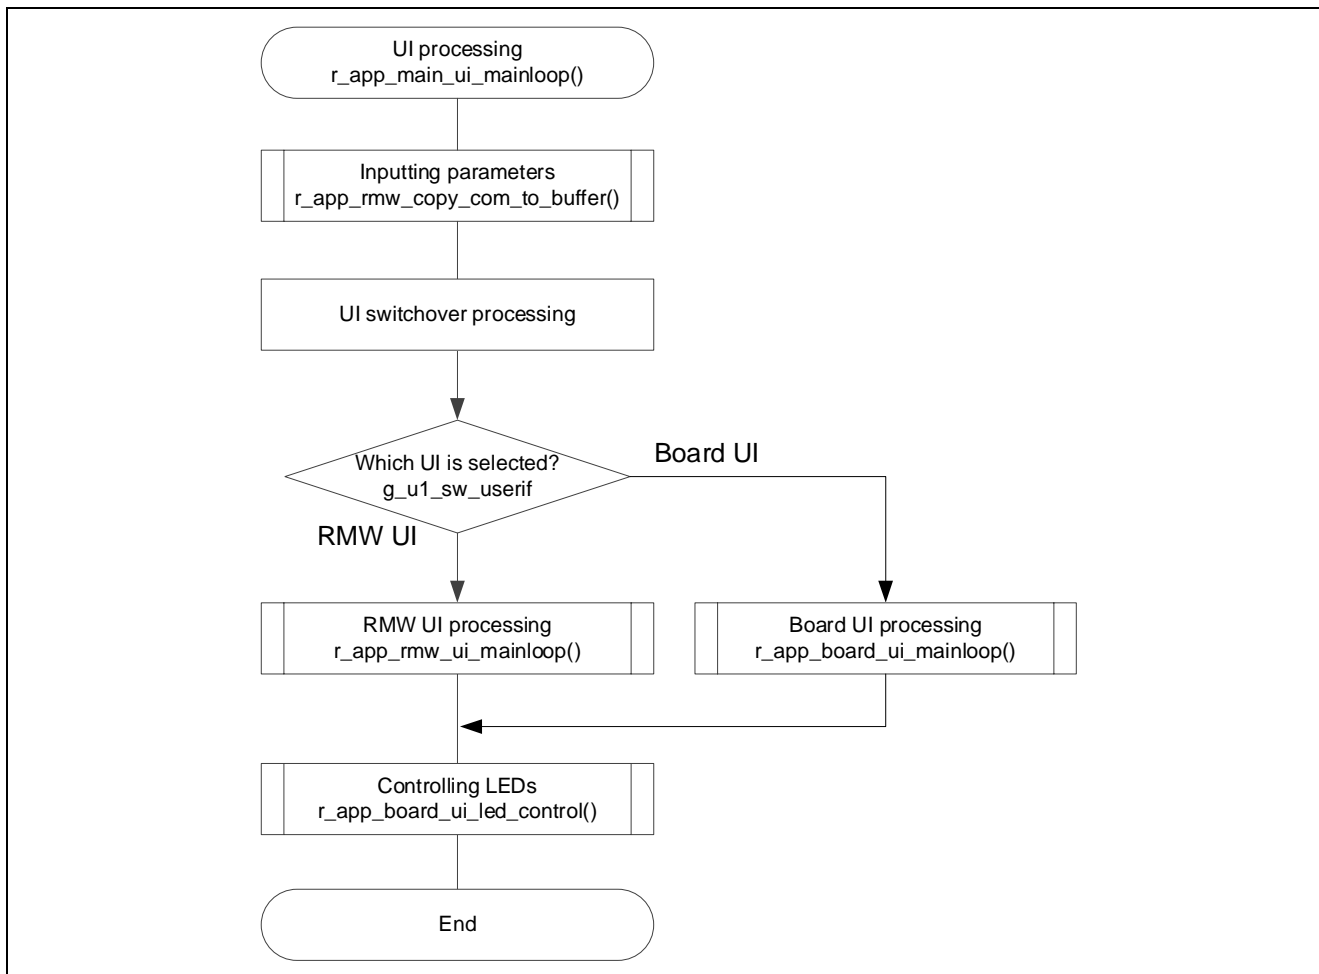 UI processing
r_app_main_ui_mainloop()
Inputting parameters
r_app_rmw_copy_com_to_buffer()
UI switchover processing
Which UI is selected?
g_u1_sw_userif
Board UI
RMW UI
RMW UI processing
r_app_rmw_ui_mainloop()
Board UI processing
r_app_board_ui_mainloop()
Controlling LEDs
r_app_board_ui_led_control()
End